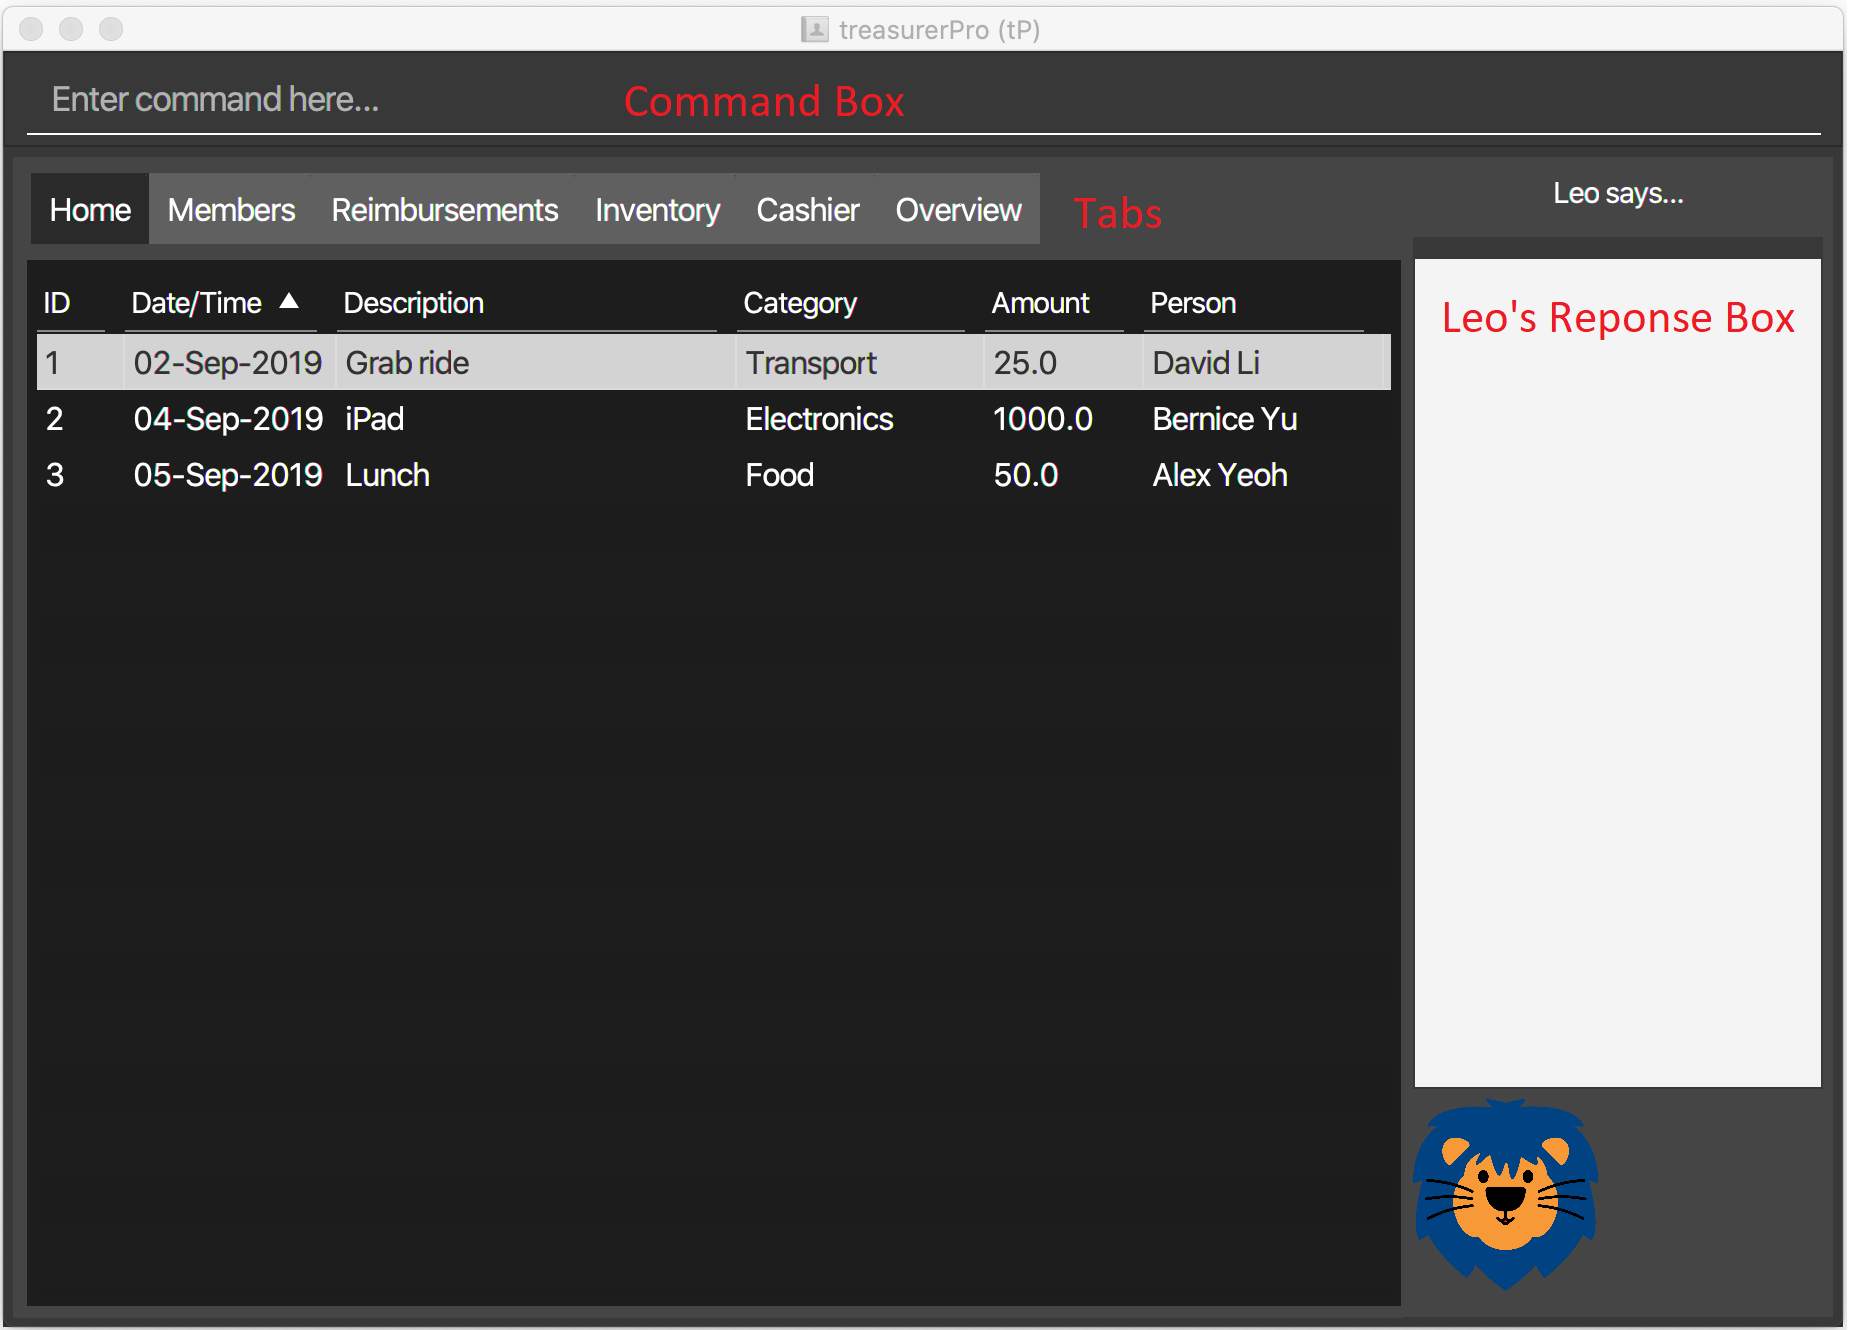 treasurerPro (tP)
Enter command here... Command Box
Home Members Reimbursements Inventory Cashier Overview Tabs
Leo says...
ID Date/Time ▲ Description Category Amount Person
1 02-Sep-2019 Grab ride Transport 25.0 David Li
2 04-Sep-2019 iPad Electronics 1000.0 Bernice Yu
3 05-Sep-2019 Lunch Food 50.0 Alex Yeoh
Leo's Reponse Box